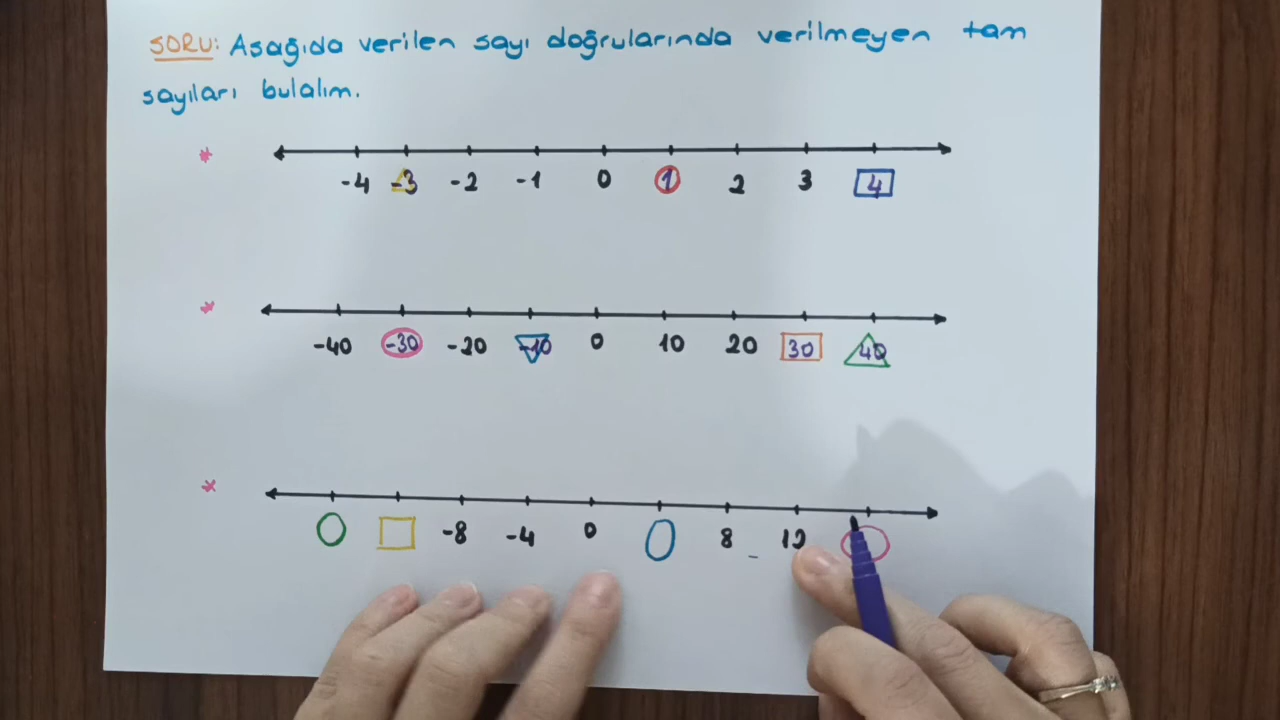 SORU: Aşağıda verilen sayı doğrularında verilmeyen tam
sayıları bulalım.
* -4 -3 -2 -1 0 1 2 3 4
* -40 -30 -20 -10 0 10 20 30 40
* -8 -4 0 8 12